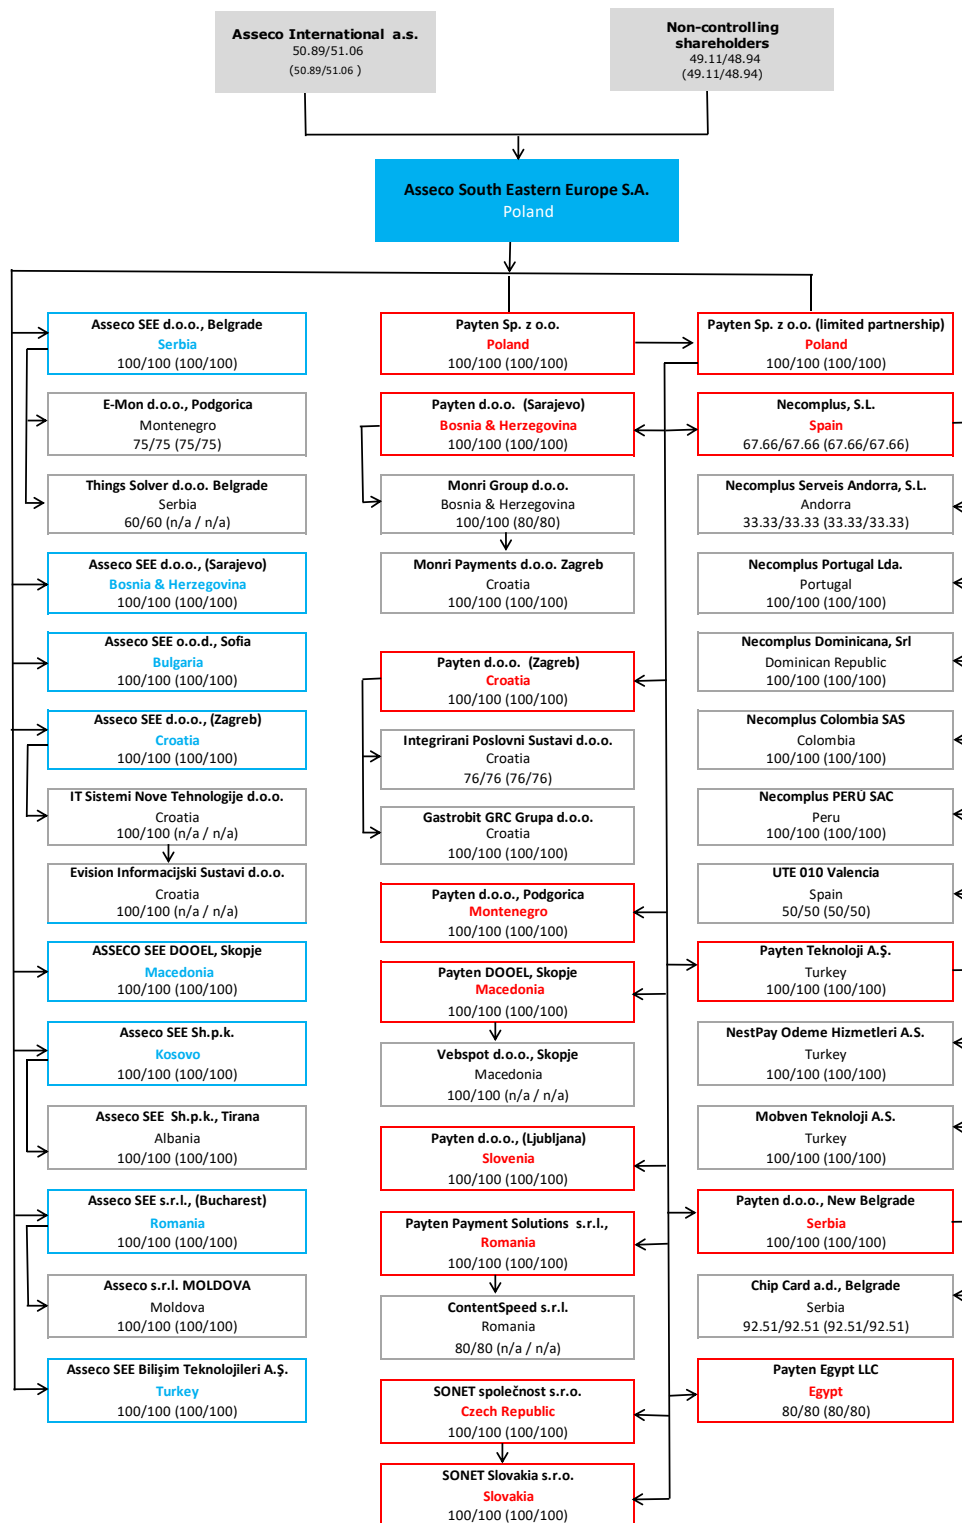 Asseco International a.s.
50.89/51.06
(50.89/51.06 )
Non-controlling
shareholders
49.11/48.94
(49.11/48.94)
Asseco South Eastern Europe S.A.
Poland
Asseco SEE d.o.o., Belgrade
Serbia
100/100 (100/100)
E-Mon d.o.o., Podgorica
Montenegro
75/75 (75/75)
Things Solver d.o.o. Belgrade
Serbia
60/60 (n/a / n/a)
Asseco SEE d.o.o., (Sarajevo)
Bosnia & Herzegovina
100/100 (100/100)
Asseco SEE o.o.d., Sofia
Bulgaria
100/100 (100/100)
Asseco SEE d.o.o., (Zagreb)
Croatia
100/100 (100/100)
IT Sistemi Nove Tehnologije d.o.o.
Croatia
100/100 (n/a / n/a)
Evision Informacijski Sustavi d.o.o.
Croatia
100/100 (n/a / n/a)
ASSECO SEE DOOEL, Skopje
Macedonia
100/100 (100/100)
Asseco SEE Sh.p.k.
Kosovo
100/100 (100/100)
Asseco SEE Sh.p.k., Tirana
Albania
100/100 (100/100)
Asseco SEE s.r.l., (Bucharest)
Romania
100/100 (100/100)
Asseco s.r.l. MOLDOVA
Moldova
100/100 (100/100)
Asseco SEE Bilişim Teknolojileri A.Ş.
Turkey
100/100 (100/100)
Payten Sp. z o.o.
Poland
100/100 (100/100)
Payten d.o.o. (Sarajevo)
Bosnia & Herzegovina
100/100 (100/100)
Monri Group d.o.o.
Bosnia & Herzegovina
100/100 (80/80)
Monri Payments d.o.o. Zagreb
Croatia
100/100 (100/100)
Payten d.o.o. (Zagreb)
Croatia
100/100 (100/100)
Integrirani Poslovni Sustavi d.o.o.
Croatia
76/76 (76/76)
Gastrobit GRC Grupa d.o.o.
Croatia
100/100 (100/100)
Payten d.o.o., Podgorica
Montenegro
100/100 (100/100)
Payten DOOEL, Skopje
Macedonia
100/100 (100/100)
Vebspot d.o.o., Skopje
Macedonia
100/100 (n/a / n/a)
Payten d.o.o., (Ljubljana)
Slovenia
100/100 (100/100)
Payten Payment Solutions s.r.l.,
Romania
100/100 (100/100)
ContentSpeed s.r.l.
Romania
80/80 (n/a / n/a)
SONET společnost s.r.o.
Czech Republic
100/100 (100/100)
SONET Slovakia s.r.o.
Slovakia
100/100 (100/100)
Payten Sp. z o.o. (limited partnership)
Poland
100/100 (100/100)
Necomplus, S.L.
Spain
67.66/67.66 (67.66/67.66)
Necomplus Serveis Andorra, S.L.
Andorra
33.33/33.33 (33.33/33.33)
Necomplus Portugal Lda.
Portugal
100/100 (100/100)
Necomplus Dominicana, Srl
Dominican Republic
100/100 (100/100)
Necomplus Colombia SAS
Colombia
100/100 (100/100)
Necomplus PERÚ SAC
Peru
100/100 (100/100)
UTE 010 Valencia
Spain
50/50 (50/50)
Payten Teknoloji A.Ş.
Turkey
100/100 (100/100)
NestPay Odeme Hizmetleri A.S.
Turkey
100/100 (100/100)
Mobven Teknoloji A.S.
Turkey
100/100 (100/100)
Payten d.o.o., New Belgrade
Serbia
100/100 (100/100)
Chip Card a.d., Belgrade
Serbia
92.51/92.51 (92.51/92.51)
Payten Egypt LLC
Egypt
80/80 (80/80)